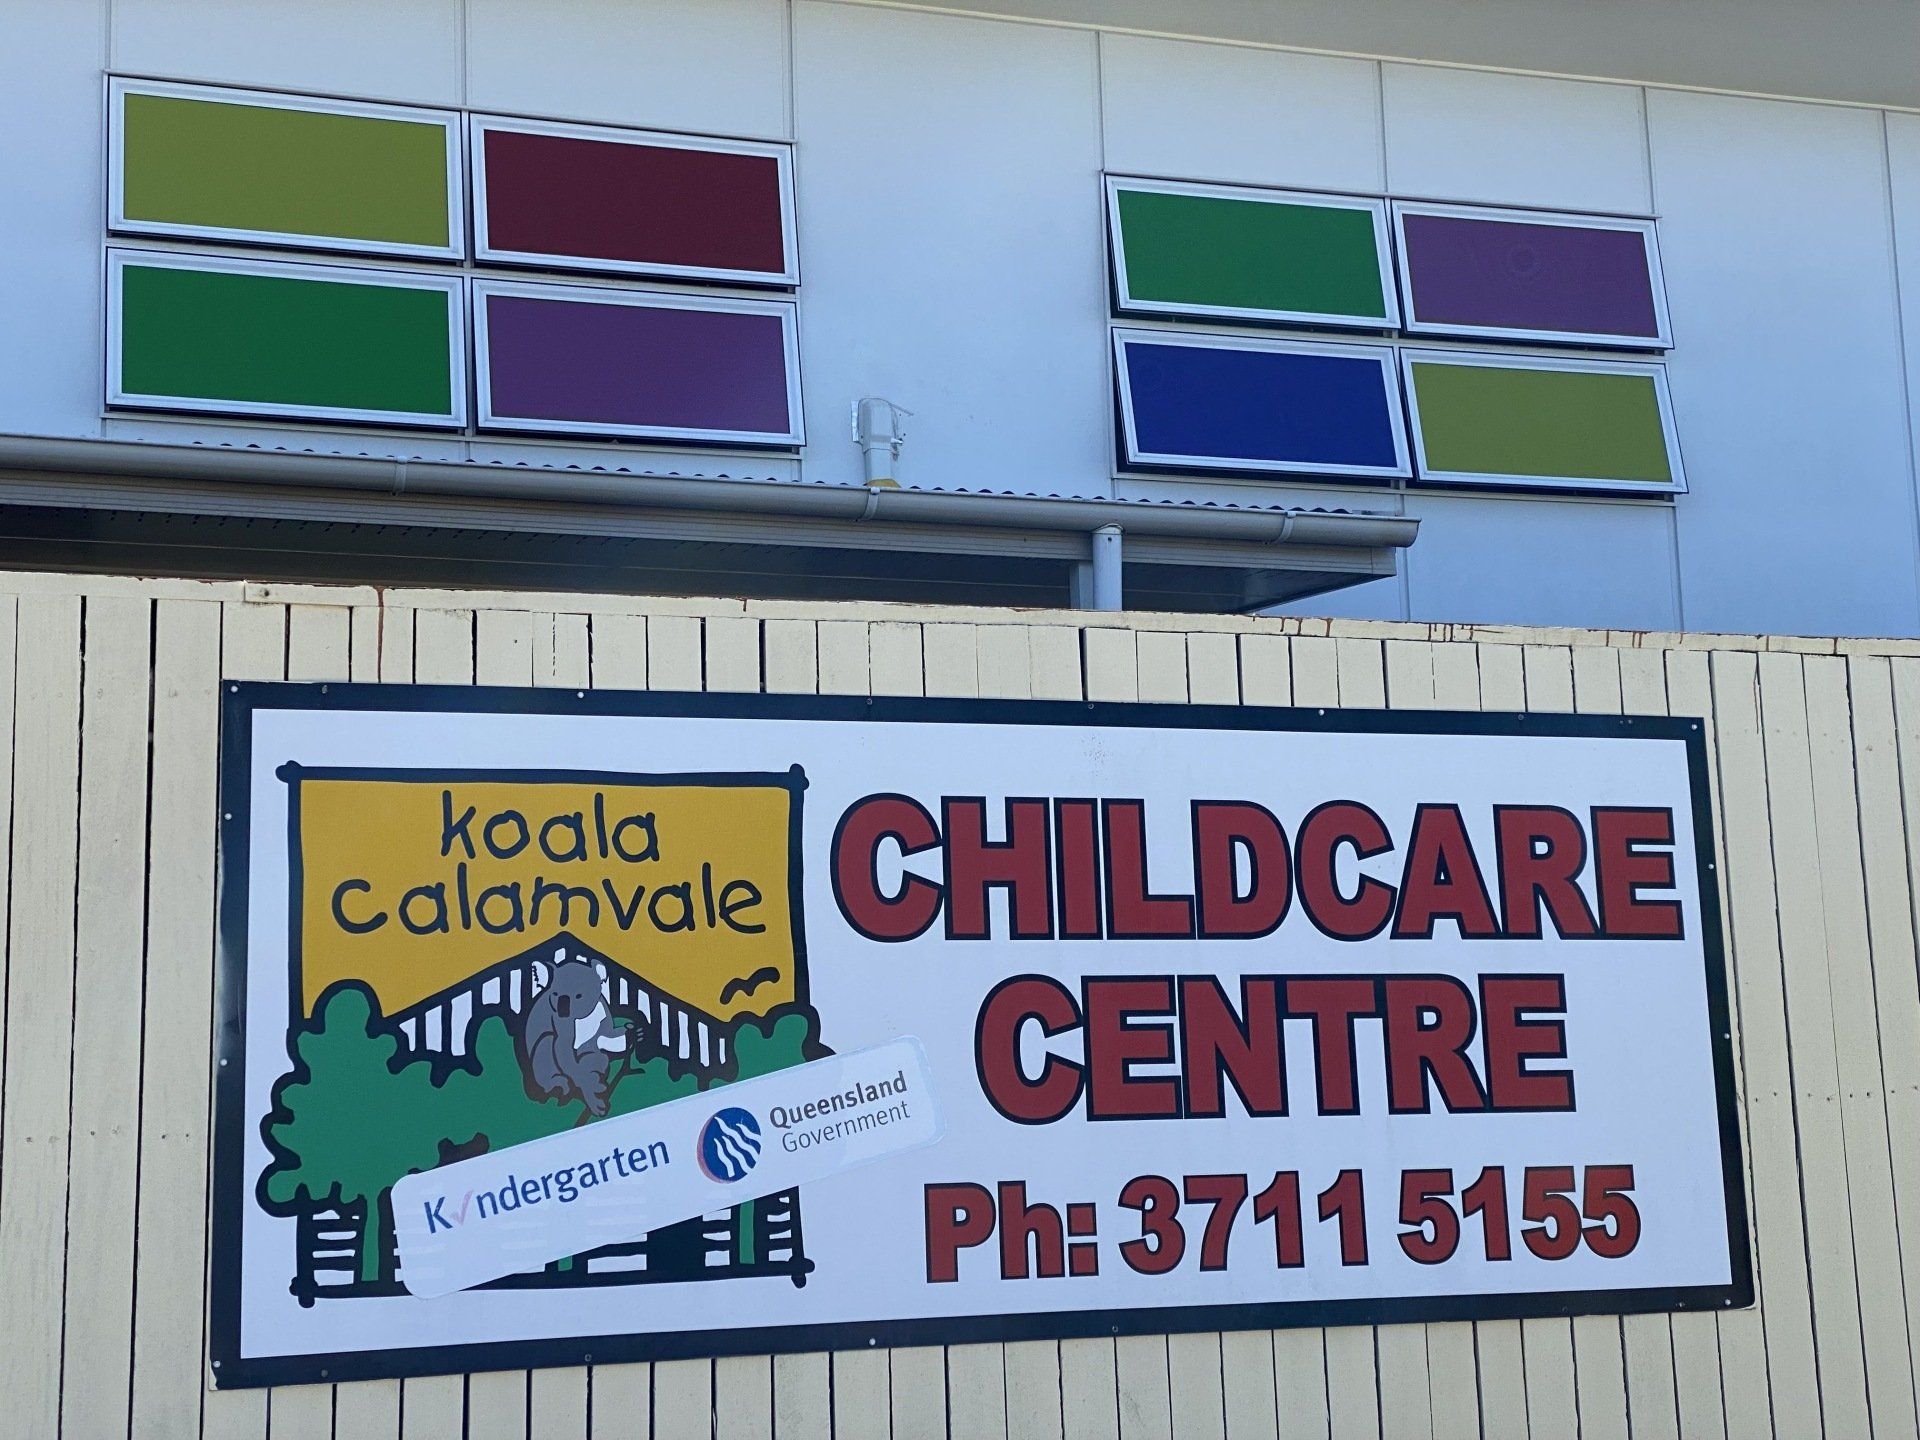 koala
calamvale
CHILDCARE
CENTRE
Ph: 3711 5155
Kindergarten
Queensland
Government